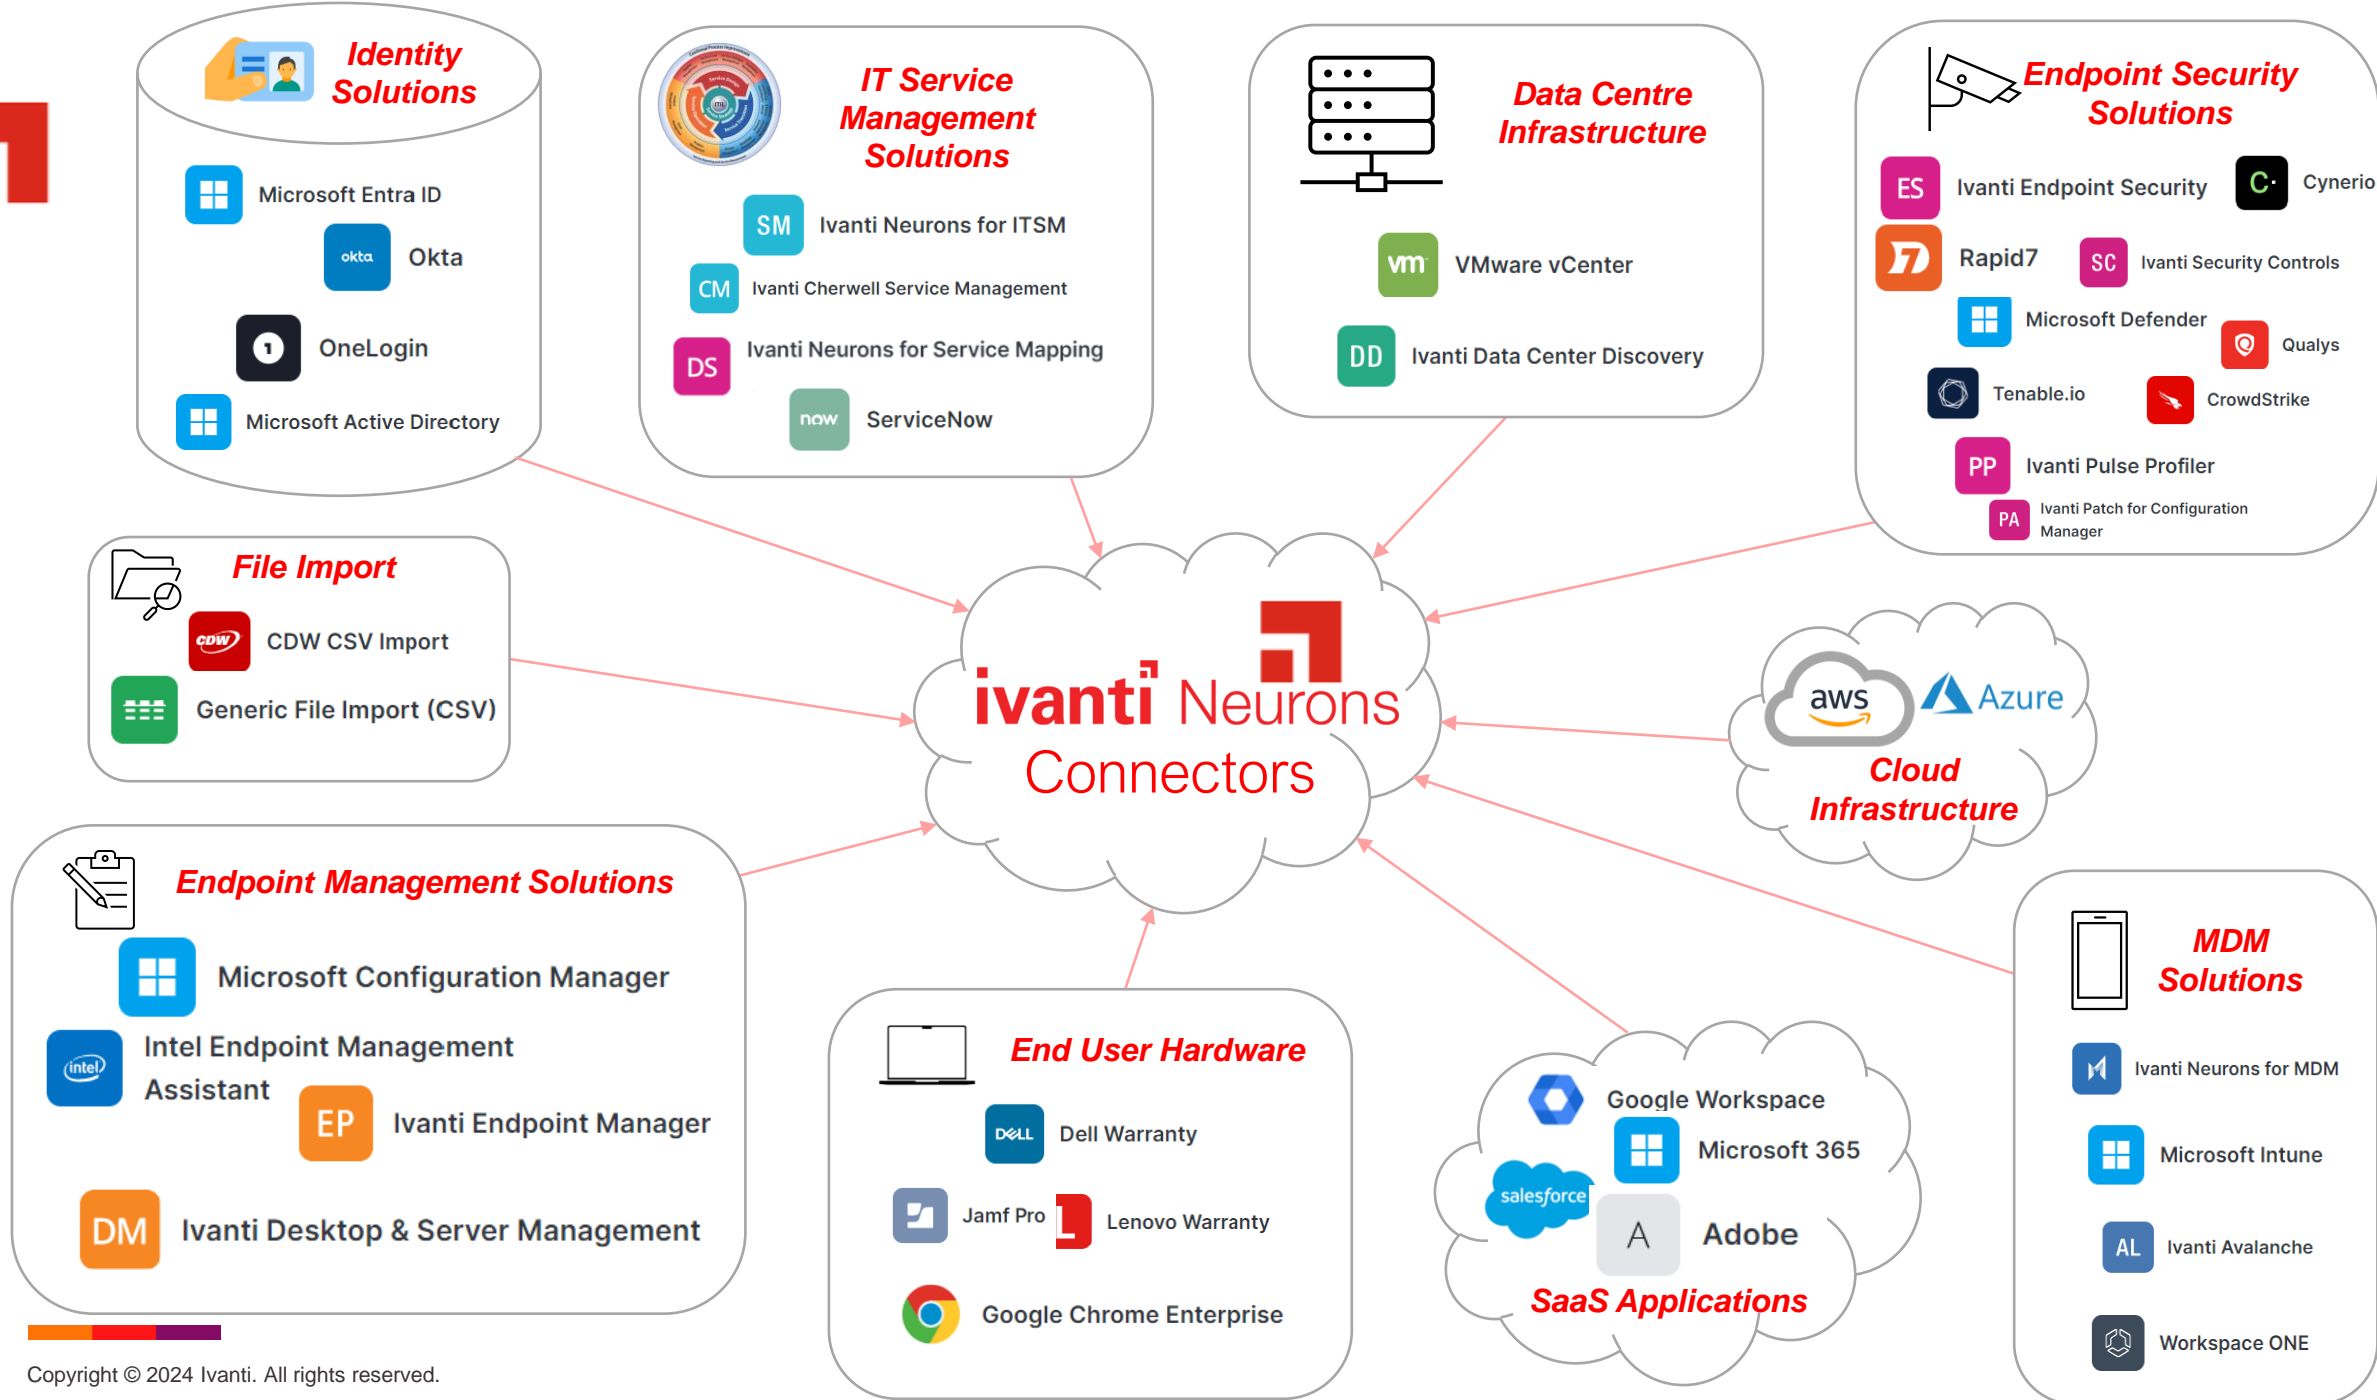 Identity
Solutions
Microsoft Entra ID
okta
Okta
OneLogin
Microsoft Active Directory
IT Service
Management
Solutions
SM
Ivanti Neurons for ITSM
CM
Ivanti Cherwell Service Management
DS
Ivanti Neurons for Service Mapping
now
ServiceNow
Data Centre
Infrastructure
vm
VMware vCenter
DD
Ivanti Data Center Discovery
Endpoint Security
Solutions
ES
Ivanti Endpoint Security
C
Cynerio
Rapid7
SC
Ivanti Security Controls
Microsoft Defender
Qualys
Tenable.io
CrowdStrike
PP
Ivanti Pulse Profiler
PA
Ivanti Patch for Configuration
Manager
File Import
CDW
CDW CSV Import
Generic File Import (CSV)
ivanti Neurons
Connectors
aws
Azure
Cloud
Infrastructure
Endpoint Management Solutions
Microsoft Configuration Manager
intel
Intel Endpoint Management
Assistant
EP
Ivanti Endpoint Manager
DM
Ivanti Desktop & Server Management
End User Hardware
DELL
Dell Warranty
Jamf Pro
L
Lenovo Warranty
Google Chrome Enterprise
Google Workspace
Microsoft 365
salesforce
A
Adobe
SaaS Applications
MDM
Solutions
Ivanti Neurons for MDM
Microsoft Intune
AL
Ivanti Avalanche
Workspace ONE
Copyright © 2024 Ivanti. All rights reserved.